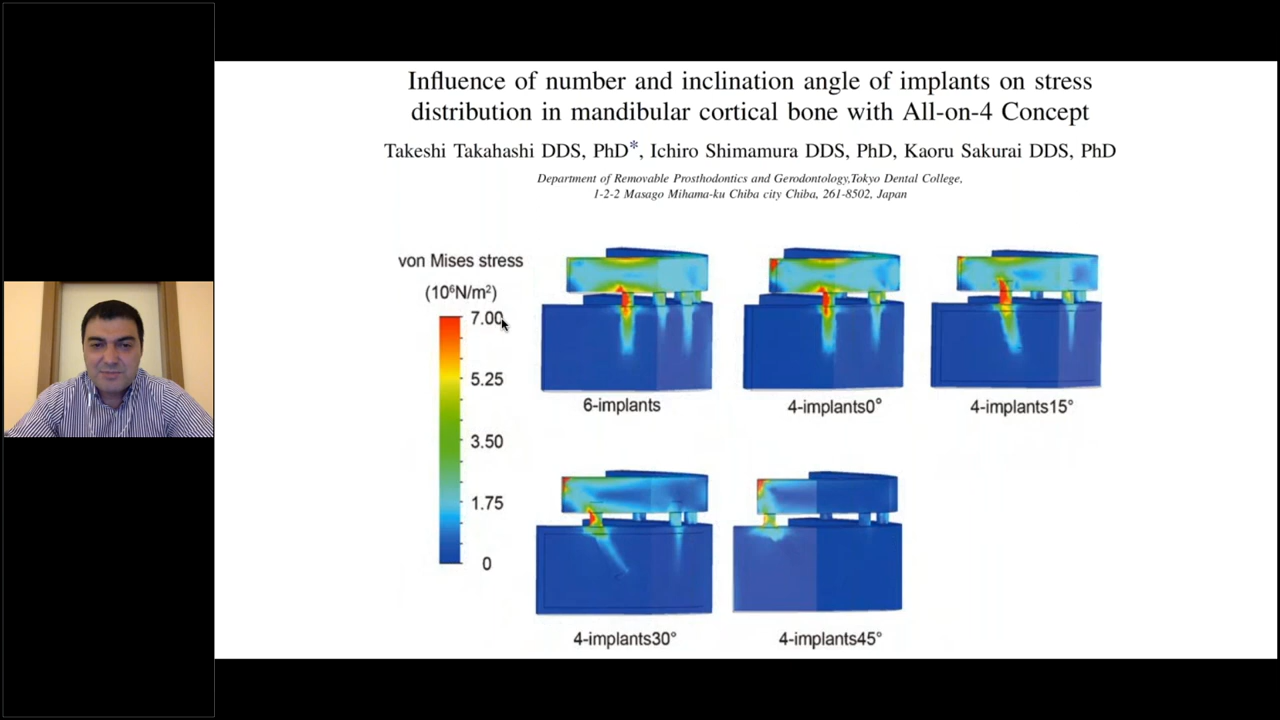 Influence of number and inclination angle of implants on stress
distribution in mandibular cortical bone with All-on-4 Concept
Takeshi Takahashi DDS, PhD*, Ichiro Shimamura DDS, PhD, Kaoru Sakurai DDS, PhD
Department of Removable Prosthodontics and Gerodontology,Tokyo Dental College,
1-2-2 Masago Mihama-ku Chiba city Chiba, 261-8502, Japan
von Mises stress
(10⁶N/m²)
7.00
5.25
3.50
1.75
0
6-implants
4-implants0°
4-implants15°
4-implants30°
4-implants45°